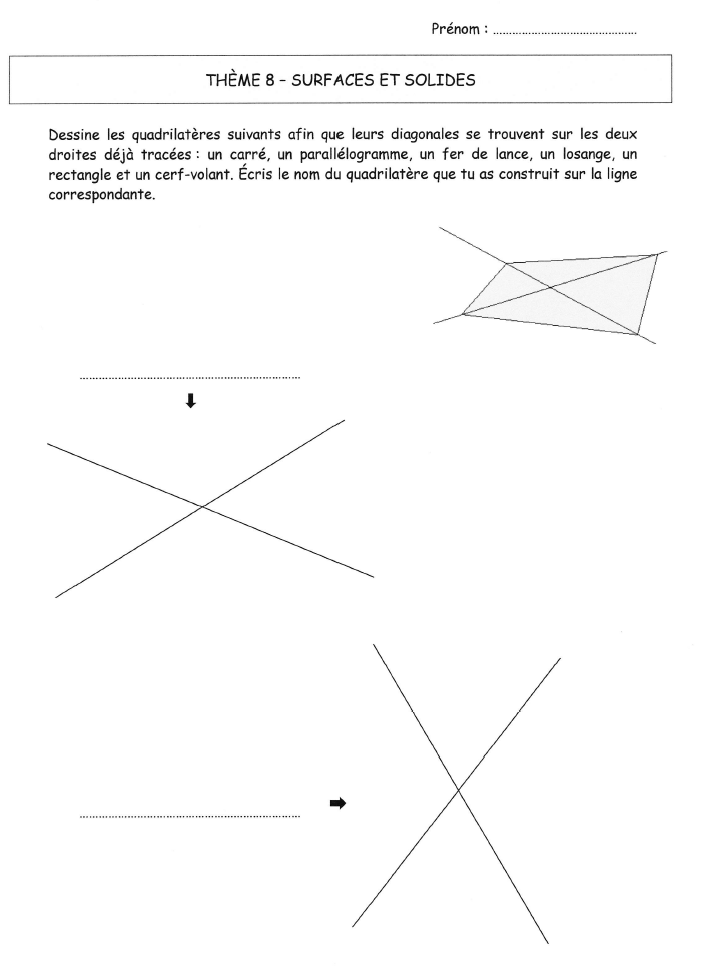 Prénom : .............................................
THÈME 8 – SURFACES ET SOLIDES
Dessine les quadrilatères suivants afin que leurs diagonales se trouvent sur les deux
droites déjà tracées : un carré, un parallélogramme, un fer de lance, un losange, un
rectangle et un cerf-volant. Écris le nom du quadrilatère que tu as construit sur la ligne
correspondante.